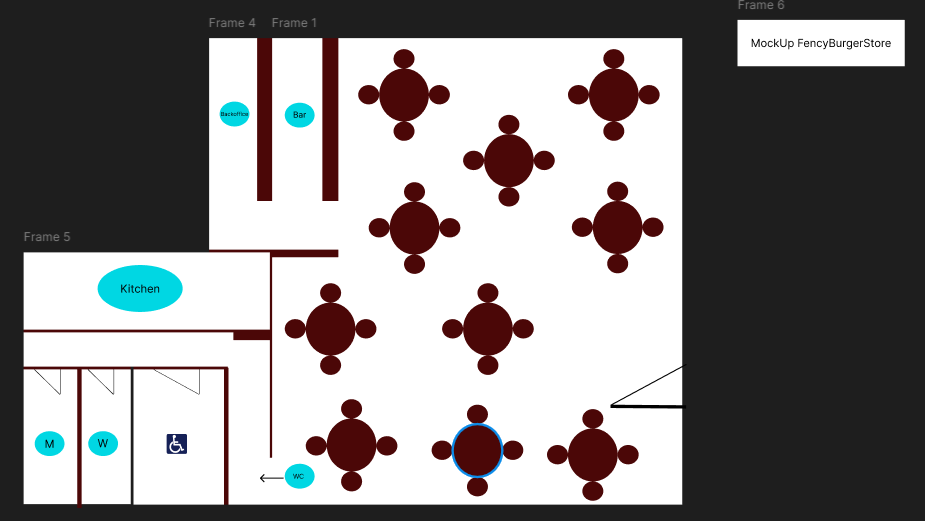 Frame 6
MockUp FencyBurgerStore
Frame 4
Frame 1
Backoffice
Bar
Frame 5
Kitchen
M
W
WC